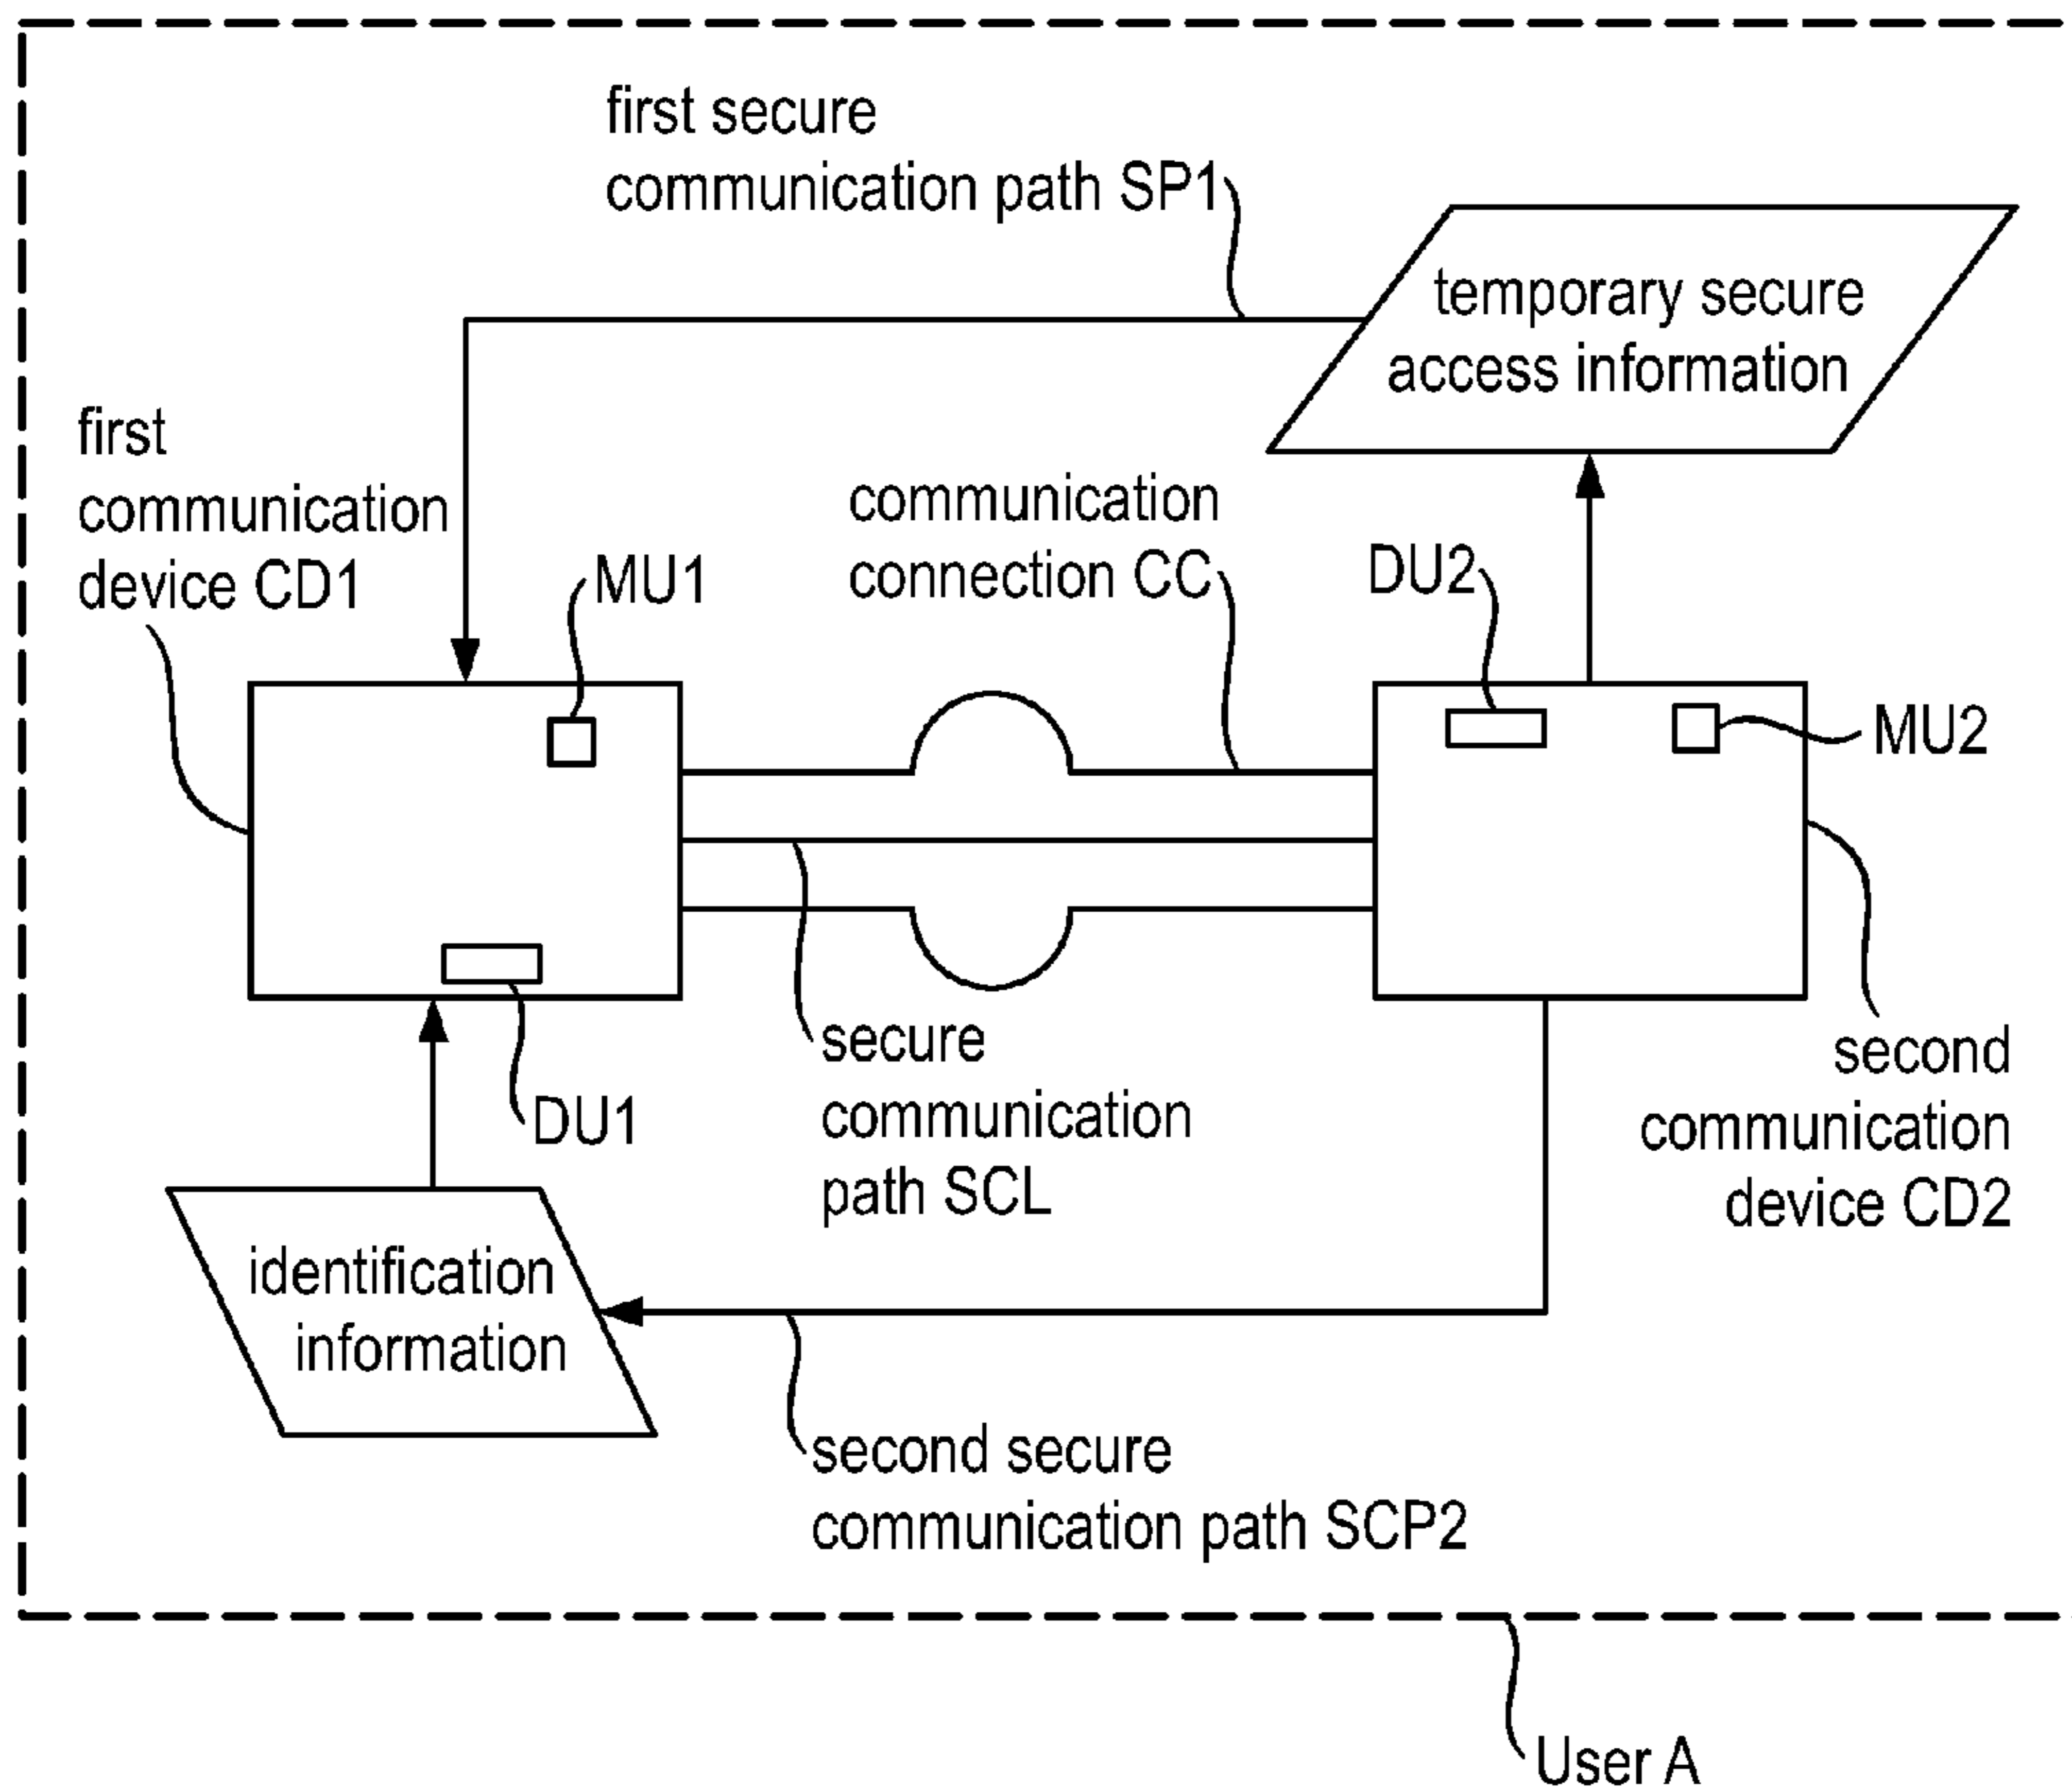 first secure
communication path SP1
temporary secure
access information
first
communication
device CD1
MU1
communication
connection CC
DU2
MU2
secure
communication
path SCL
DU1
second
communication
device CD2
identification
information
second secure
communication path SCP2
User A